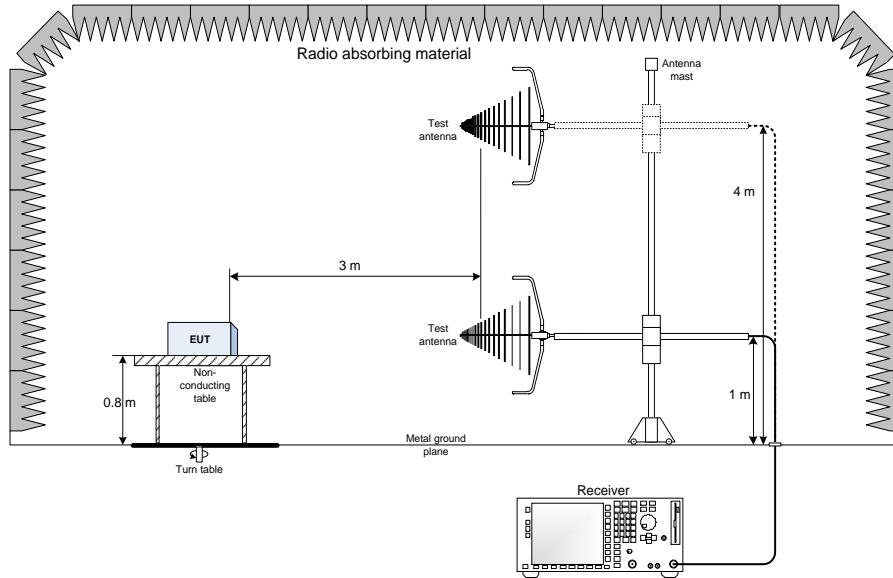 Radio absorbing material
Antenna
mast
Test
antenna
4 m
3 m
Test
antenna
EUT
Non-
conducting
table
0.8 m
1 m
Metal ground
plane
Turn table
Receiver